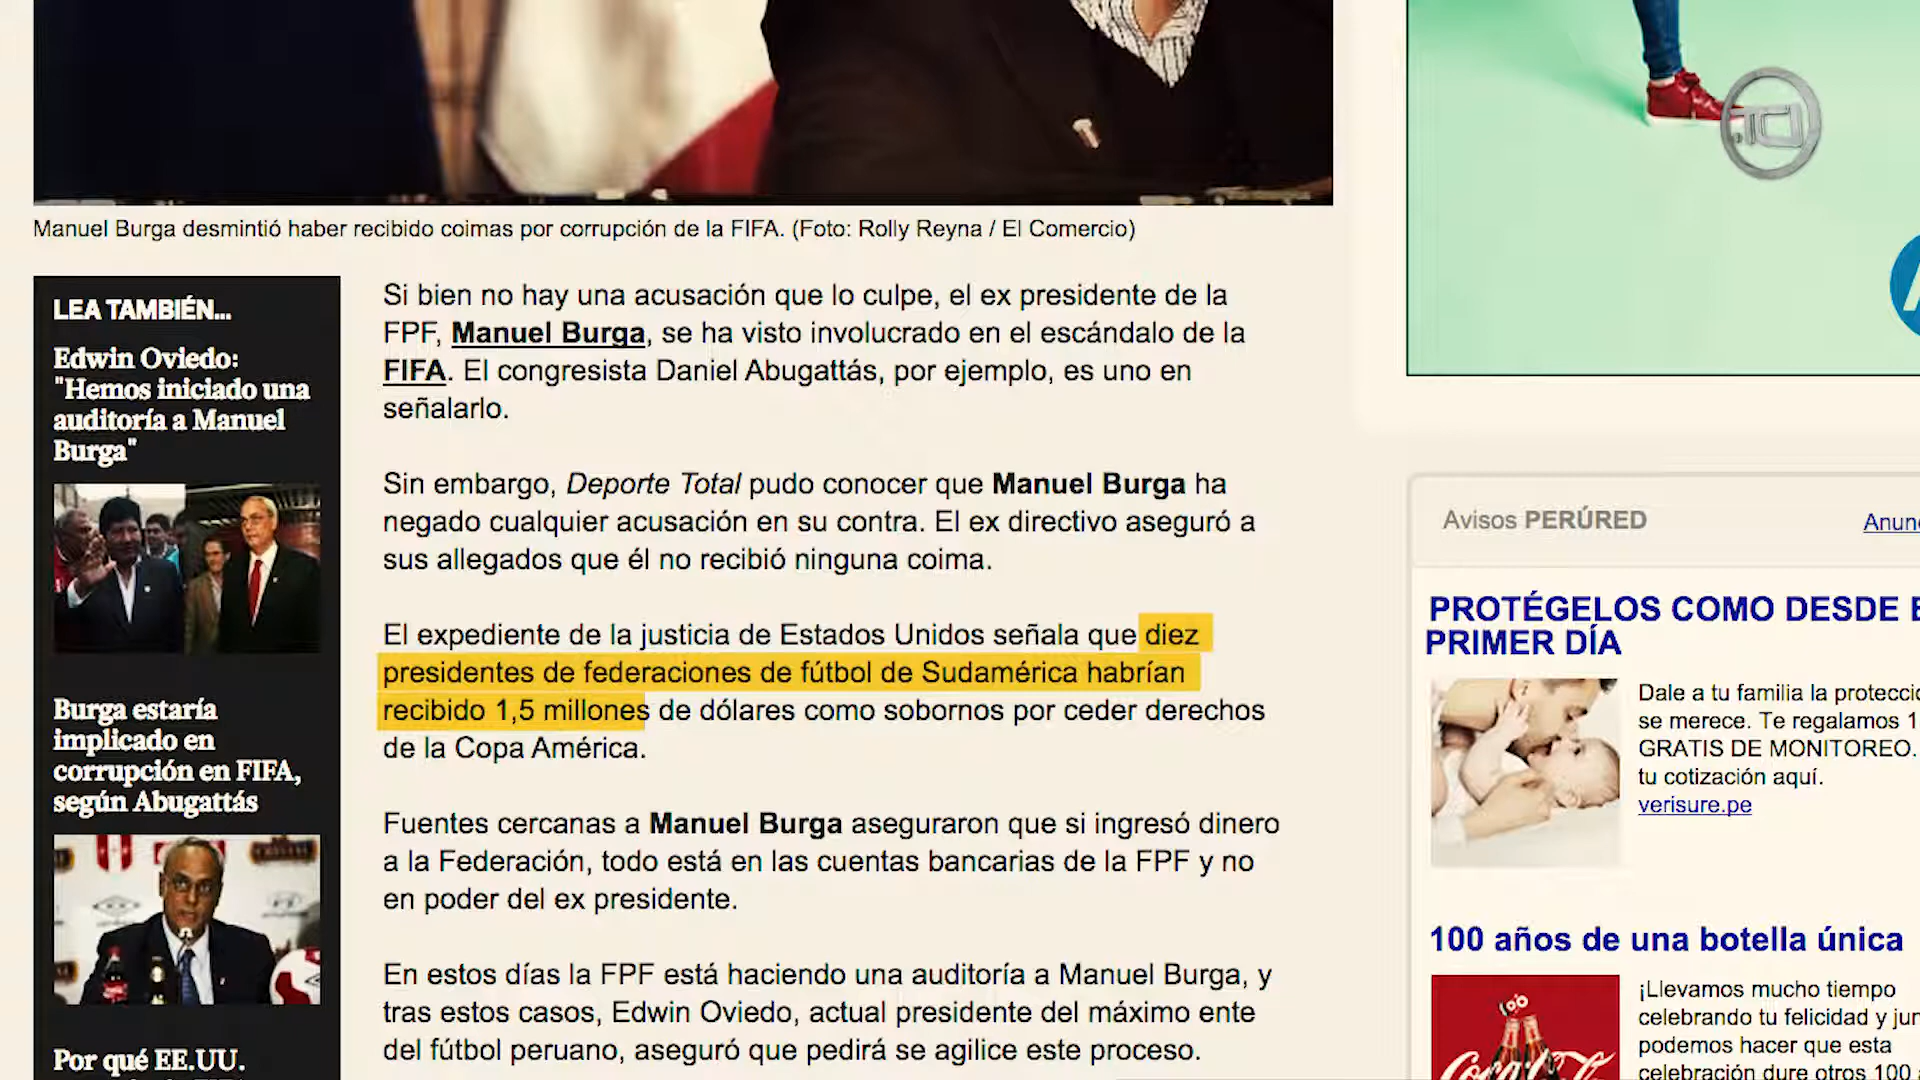 Manuel Burga desmintió haber recibido coimas por corrupción de la FIFA. (Foto: Rolly Reyna / El Comercio)
LEA TAMBIÉN...
Edwin Oviedo:
"Hemos iniciado una
auditoría a Manuel
Burga"
Burga estaría
implicado en
corrupción en FIFA,
según Abugattás
Por qué EE.UU.
Si bien no hay una acusación que lo culpe, el ex presidente de la
FPF, Manuel Burga, se ha visto involucrado en el escándalo de la
FIFA. El congresista Daniel Abugattás, por ejemplo, es uno en
señalarlo.
Sin embargo, Deporte Total pudo conocer que Manuel Burga ha
negado cualquier acusación en su contra. El ex directivo aseguró a
sus allegados que él no recibió ninguna coima.
El expediente de la justicia de Estados Unidos señala que diez
presidentes de federaciones de fútbol de Sudamérica habrían
recibido 1,5 millones de dólares como sobornos por ceder derechos
de la Copa América.
Fuentes cercanas a Manuel Burga aseguraron que si ingresó dinero
a la Federación, todo está en las cuentas bancarias de la FPF y no
en poder del ex presidente.
En estos días la FPF está haciendo una auditoría a Manuel Burga, y
tras estos casos, Edwin Oviedo, actual presidente del máximo ente
del fútbol peruano, aseguró que pedirá se agilice este proceso.
Avisos PERÚRED
Anun
PROTÉGELOS COMO DESDE E
PRIMER DÍA
Dale a tu familia la protecci
se merece. Te regalamos 1
GRATIS DE MONITOREO.
tu cotización aquí.
verisure.pe
100 años de una botella única
¡Llevamos mucho tiempo
celebrando tu felicidad y jun
podemos hacer que esta
celebración dure otros 100
Coca-Cola